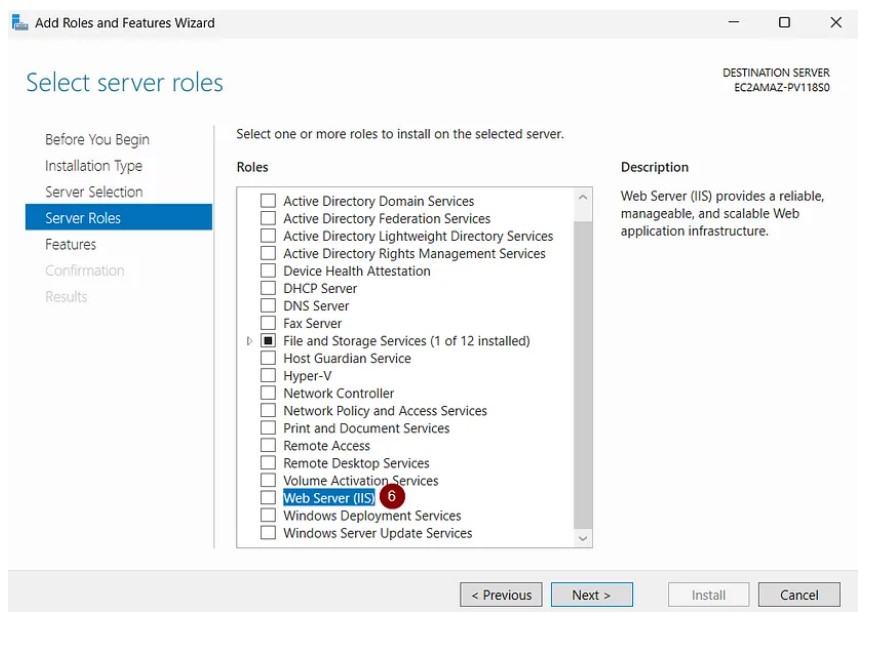 Add Roles and Features Wizard
Select server roles
DESTINATION SERVER
EC2AMAZ-PV118S0
Before You Begin
Installation Type
Server Selection
Server Roles
Features
Confirmation
Results
Select one or more roles to install on the selected server.
Roles
Active Directory Domain Services
Active Directory Federation Services
Active Directory Lightweight Directory Services
Active Directory Rights Management Services
Device Health Attestation
DHCP Server
DNS Server
Fax Server
File and Storage Services (1 of 12 installed)
Host Guardian Service
Hyper-V
Network Controller
Network Policy and Access Services
Print and Document Services
Remote Access
Remote Desktop Services
Volume Activation Services
Web Server (IIS) 6
Windows Deployment Services
Windows Server Update Services
Description
Web Server (IIS) provides a reliable,
manageable, and scalable Web
application infrastructure.
< Previous
Next >
Install
Cancel